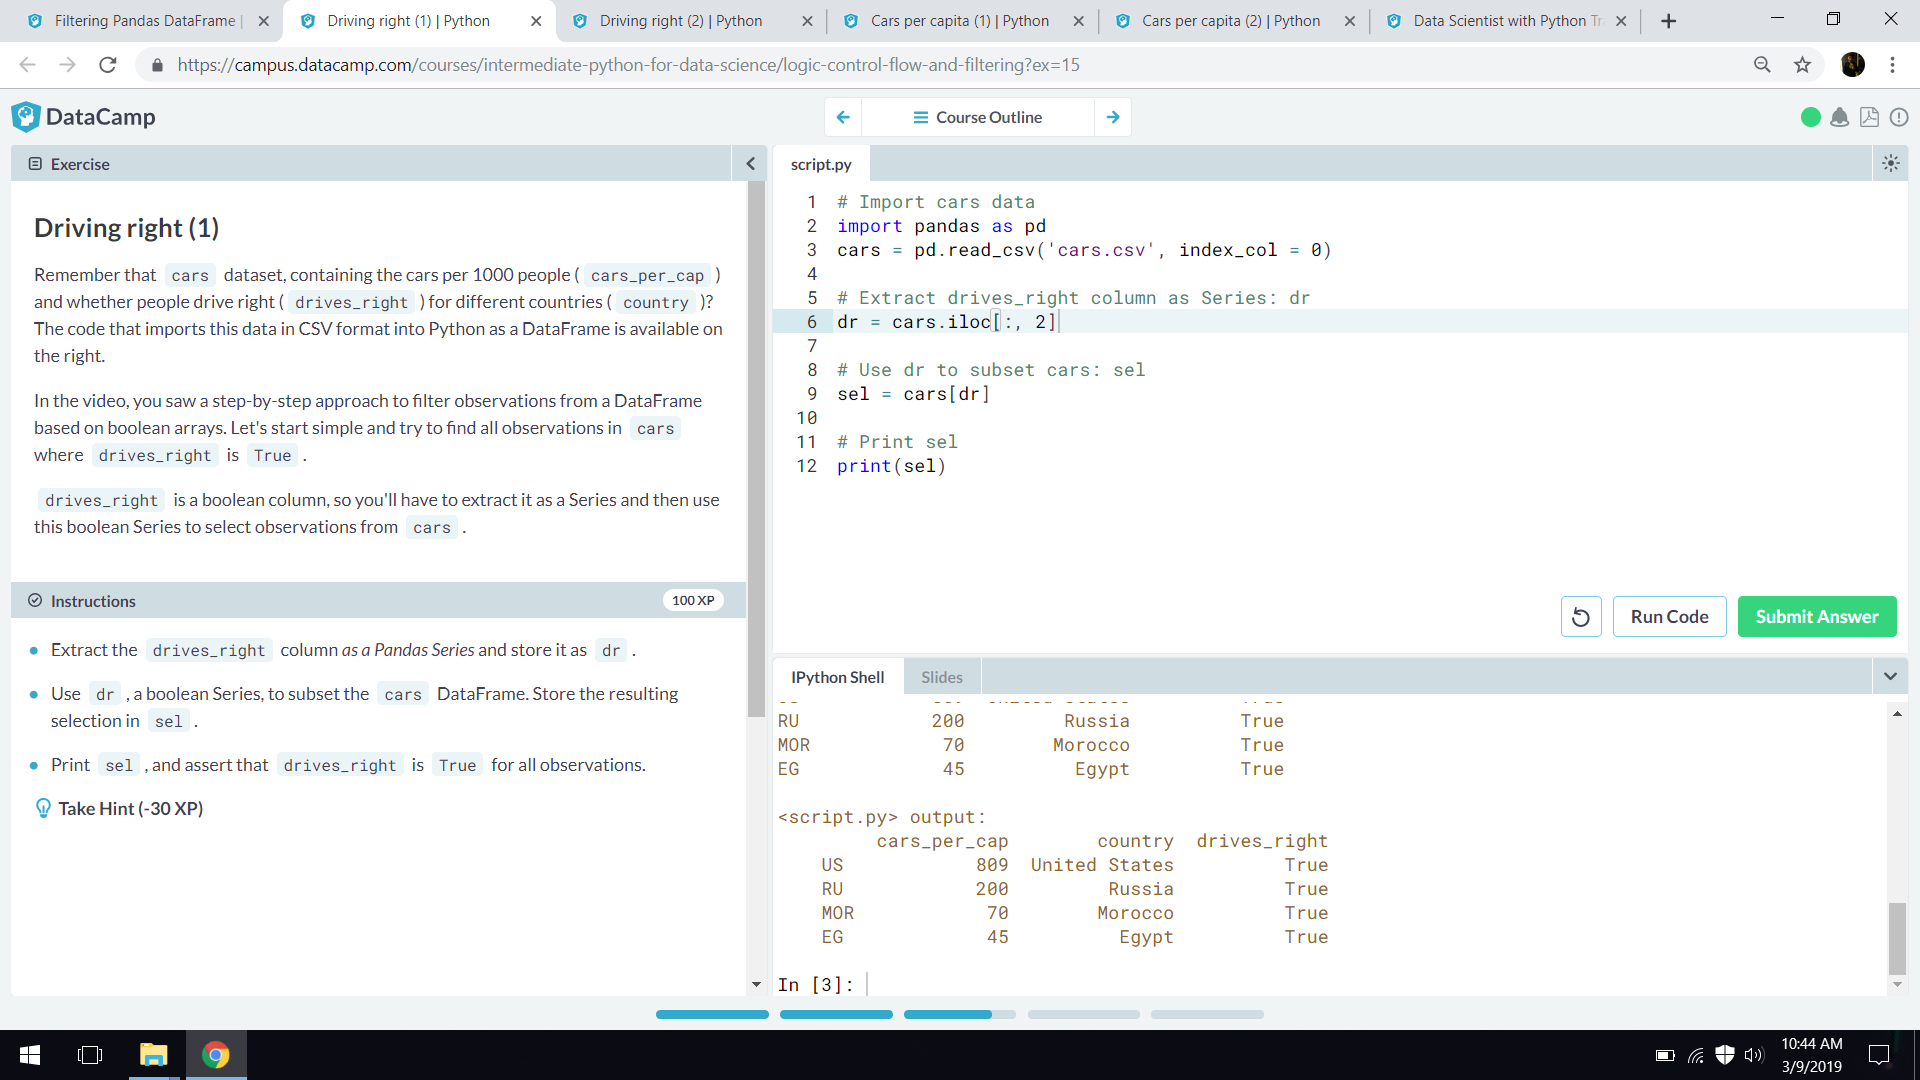 Filtering Pandas DataFrame |
Driving right (1) | Python
Driving right (2) | Python
Cars per capita (1) | Python
Cars per capita (2) | Python
Data Scientist with Python Tr
https://campus.datacamp.com/courses/intermediate-python-for-data-science/logic-control-flow-and-filtering?ex=15
DataCamp
Course Outline
Exercise
Driving right (1)
Remember that cars dataset, containing the cars per 1000 people ( cars_per_cap )
and whether people drive right ( drives_right ) for different countries ( country )?
The code that imports this data in CSV format into Python as a DataFrame is available on
the right.
In the video, you saw a step-by-step approach to filter observations from a DataFrame
based on boolean arrays. Let's start simple and try to find all observations in cars
where drives_right is True .
drives_right is a boolean column, so you'll have to extract it as a Series and then use
this boolean Series to select observations from cars .
Instructions
100 XP
Extract the drives_right column as a Pandas Series and store it as dr .
Use dr , a boolean Series, to subset the cars DataFrame. Store the resulting
selection in sel .
Print sel , and assert that drives_right is True for all observations.
Take Hint (-30 XP)
script.py
1 # Import cars data
2 import pandas as pd
3 cars = pd.read_csv('cars.csv', index_col = 0)
4
5 # Extract drives_right column as Series: dr
6 dr = cars.iloc[:, 2]
7
8 # Use dr to subset cars: sel
9 sel = cars[dr]
10
11 # Print sel
12 print(sel)
Run Code
Submit Answer
IPython Shell
Slides
RU 200 Russia True
MOR 70 Morocco True
EG 45 Egypt True
<script.py> output:
cars_per_cap country drives_right
US 809 United States True
RU 200 Russia True
MOR 70 Morocco True
EG 45 Egypt True
In [3]:
10:44 AM
3/9/2019